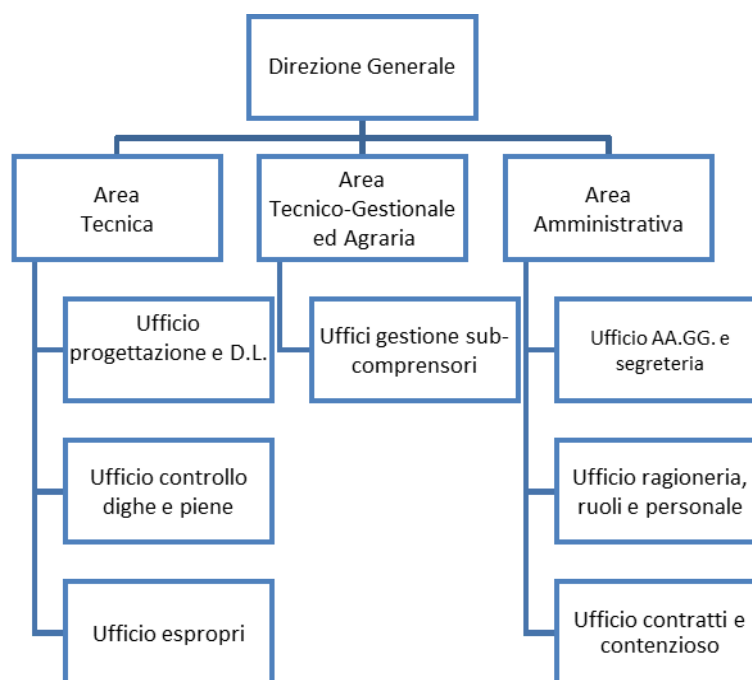 Direzione Generale
Area
Tecnica
Area
Tecnico-Gestionale
ed Agraria
Area
Amministrativa
Ufficio
progettazione e D.L.
Uffici gestione sub-
comprensori
Ufficio AA.GG. e
segreteria
Ufficio controllo
dighe e piene
Ufficio ragioneria,
ruoli e personale
Ufficio espropri
Ufficio contratti e
contenzioso